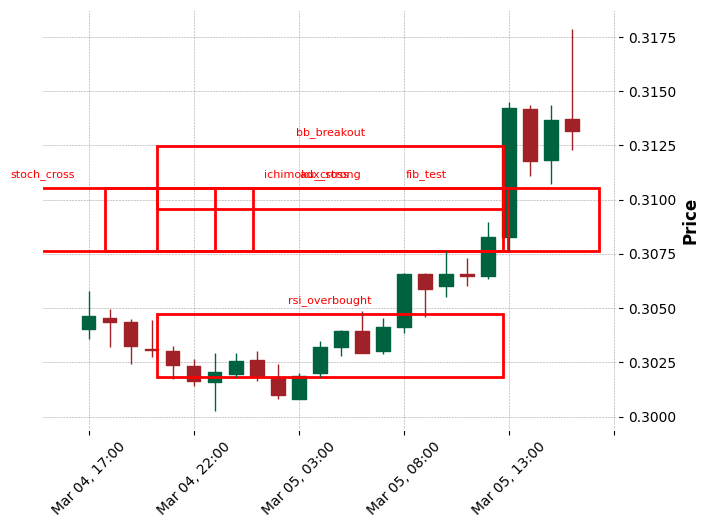 0.3175
0.3150
bb_breakout
0.3125
stoch_cross
fib_test
0.3100
Price
0.3075
rsi_overbought
0.3050
0.3025
0.3000
Mar 04, 17:00
Mar 04, 22:00
Mar 05, 03:00
Mar 05, 08:00
Mar 05, 13:00